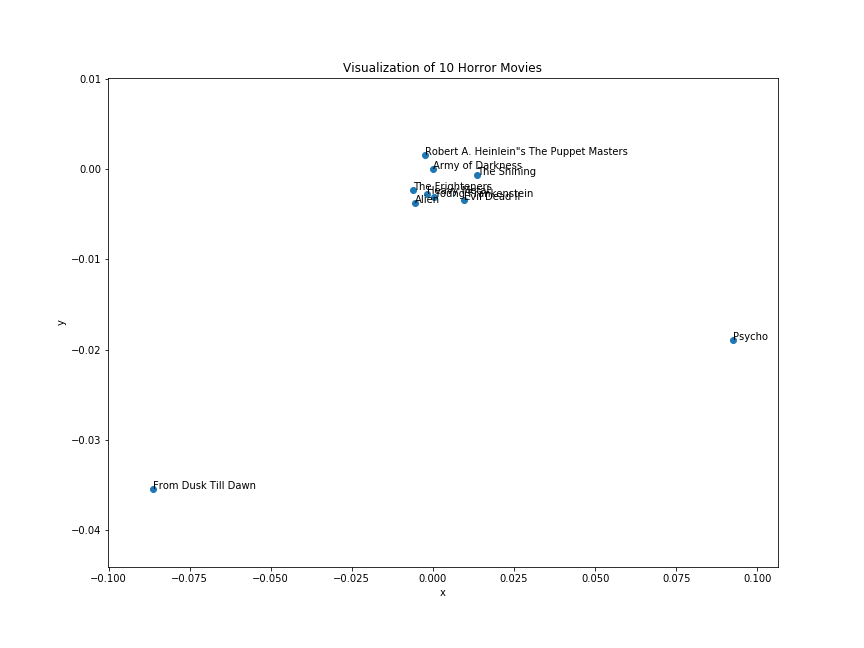 Visualization of 10 Horror Movies
0.01
Robert A. Heinlein"s The Puppet Masters
Army of Darkness
0.00
The Shining
The Frighteners
Young Frankenstein
Evil Dead II
Alien
−0.01
y
−0.02
Psycho
−0.03
From Dusk Till Dawn
−0.04
−0.100
−0.075
−0.050
−0.025
0.000
0.025
0.050
0.075
0.100
x